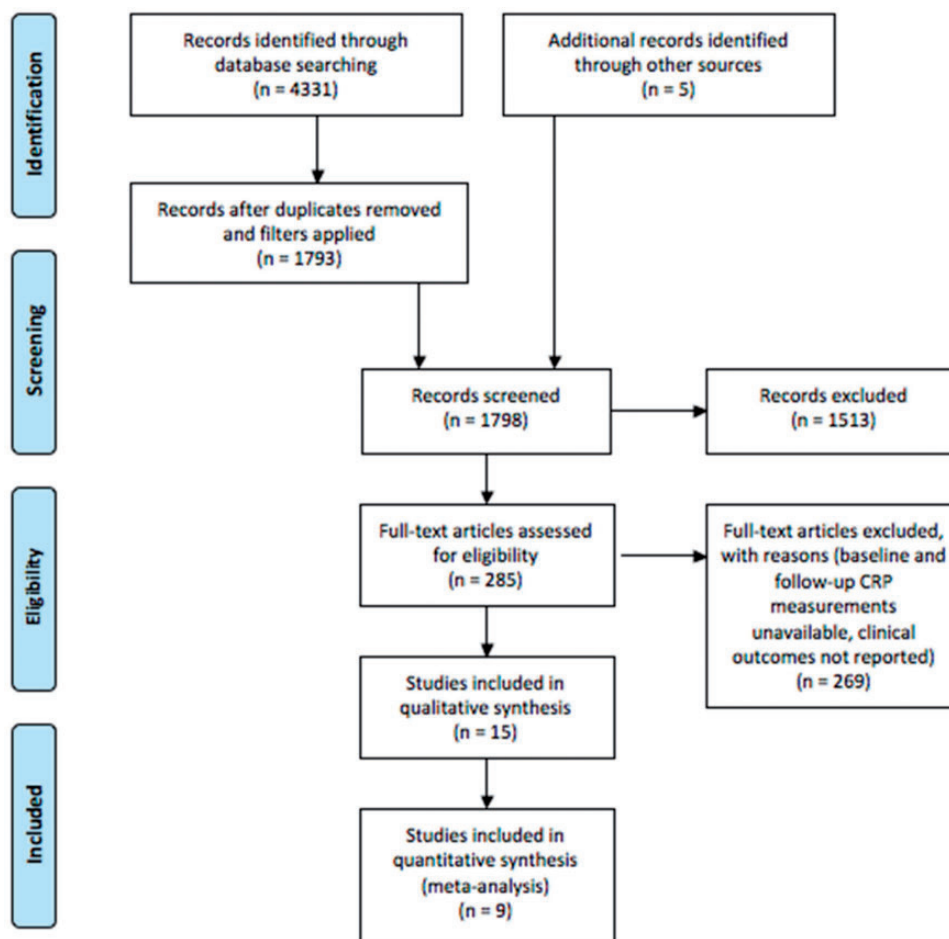 Identification
Records identified through
database searching
(n = 4331)
Additional records identified
through other sources
(n = 5)
Records after duplicates removed
and filters applied
(n = 1793)
Screening
Records screened
(n = 1798)
Records excluded
(n = 1513)
Eligibility
Full-text articles assessed
for eligibility
(n = 285)
Full-text articles excluded,
with reasons (baseline and
follow-up CRP
measurements
unavailable, clinical
outcomes not reported)
(n = 269)
Studies included in
qualitative synthesis
(n = 15)
Included
Studies included in
quantitative synthesis
(meta-analysis)
(n = 9)